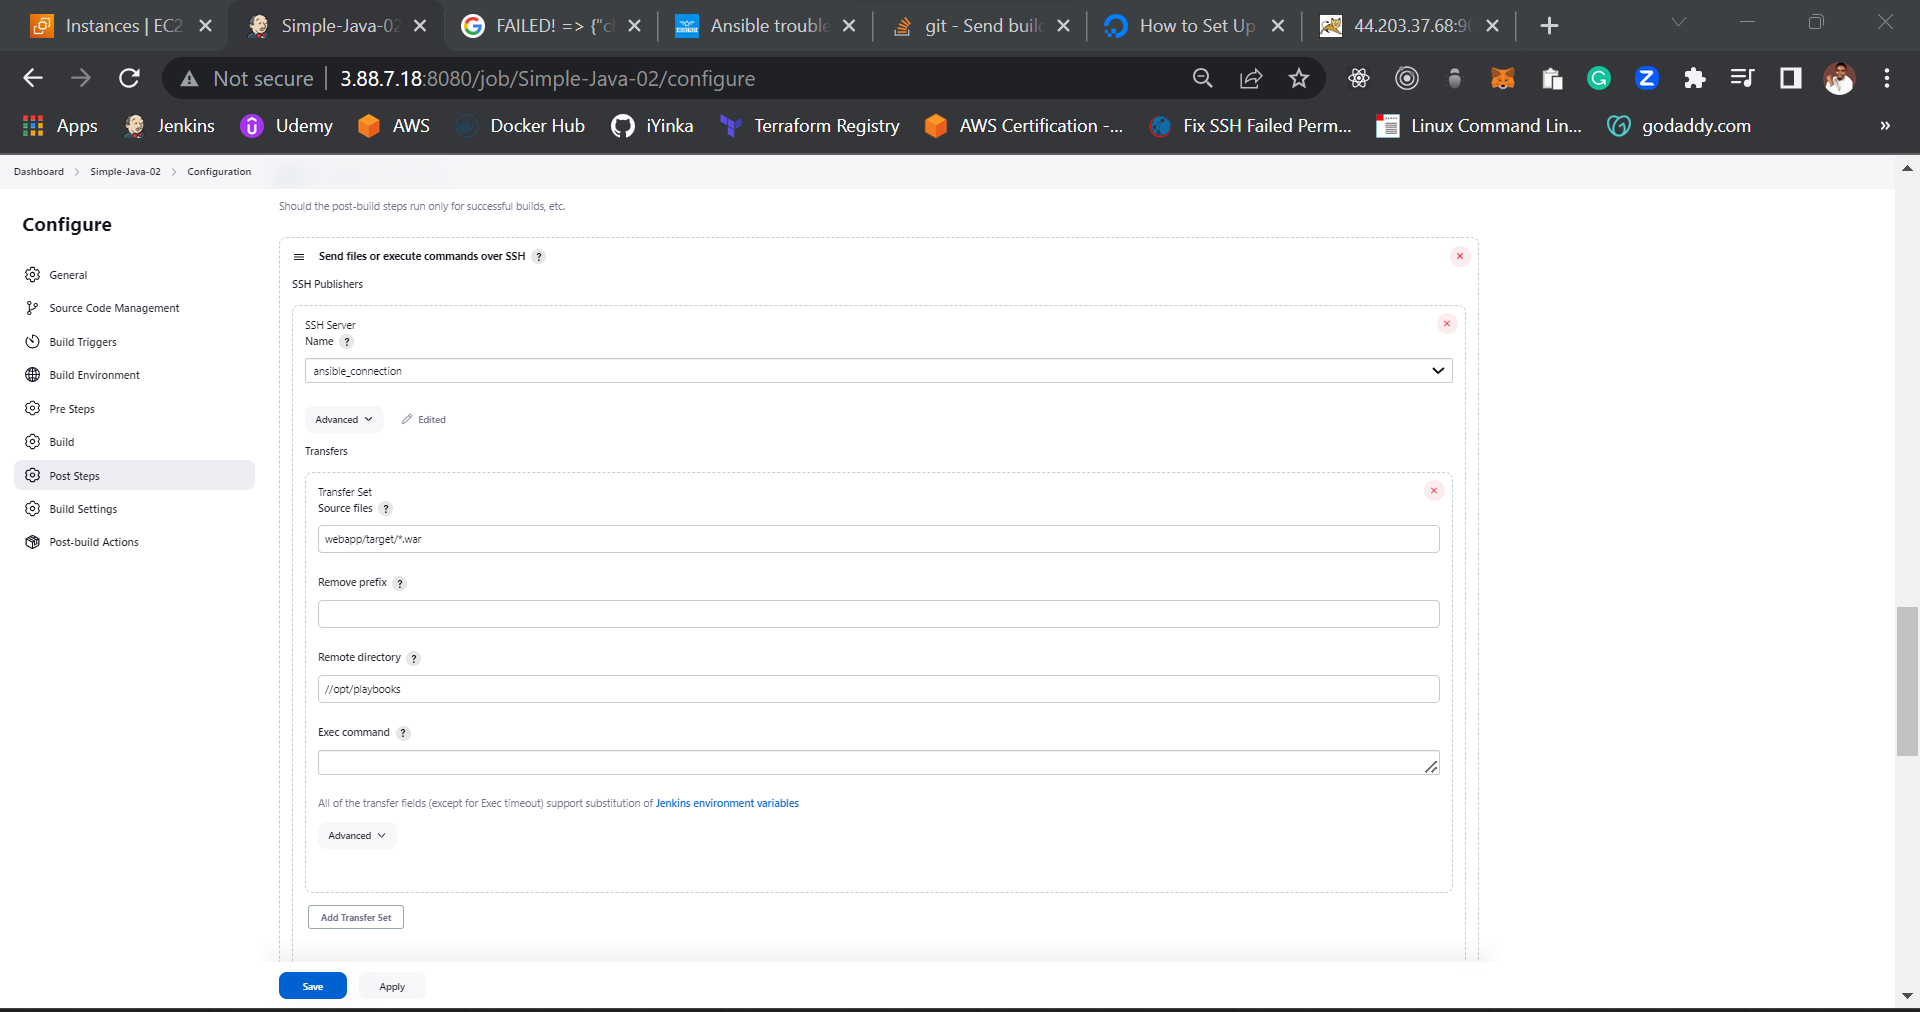 Instances | EC2
Simple-Java-02
FAILED! => {"ch
Ansible trouble
git - Send buil
How to Set Up
44.203.37.68:90
Not secure
3.88.7.18:8080/job/Simple-Java-02/configure
Apps
Jenkins
Udemy
AWS
Docker Hub
iYinka
Terraform Registry
AWS Certification -...
Fix SSH Failed Perm...
Linux Command Lin...
godaddy.com
»
Dashboard
Simple-Java-02
Configuration
Configure
General
Source Code Management
Build Triggers
Build Environment
Pre Steps
Build
Post Steps
Build Settings
Post-build Actions
Should the post-build steps run only for successful builds, etc.
Send files or execute commands over SSH ?
SSH Publishers
SSH Server
Name ?
ansible_connection
Advanced
Edited
Transfers
Transfer Set
Source files ?
webapp/target/*.war
Remove prefix ?
Remote directory ?
//opt/playbooks
Exec command ?
All of the transfer fields (except for Exec timeout) support substitution of Jenkins environment variables
Advanced
Add Transfer Set
Save
Apply